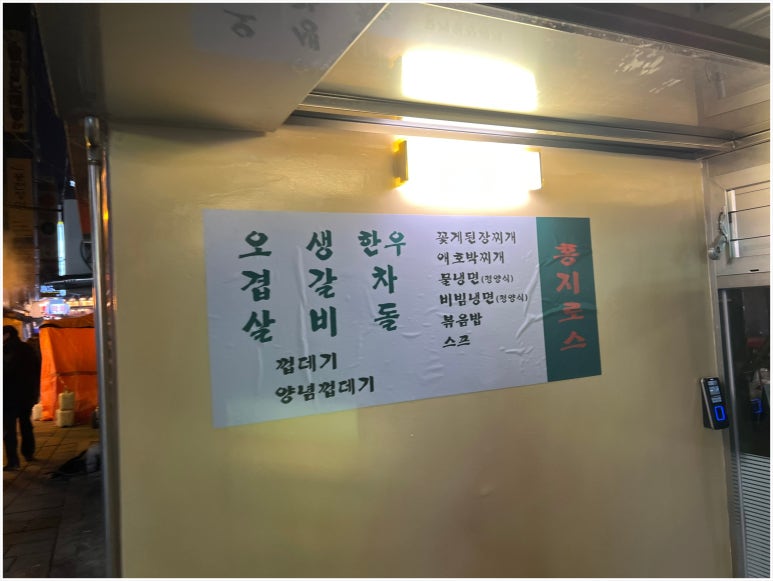 오겹살
생갈비
한우차돌
껍데기
양념껍데기
꽃게된장찌개
애호박찌개
물냉면(정양식)
비빔냉면(정양식)
볶음밥
스프
홍지로스